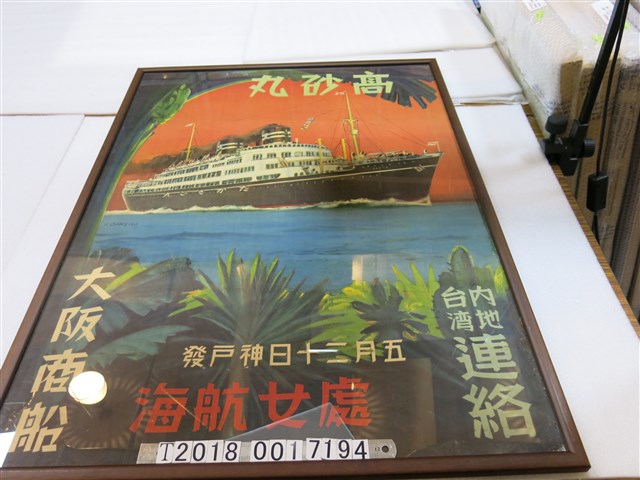 高砂丸
内地
台湾
連絡
五月二十日神戸發
處女航海
大阪商船
T2018 001 7194